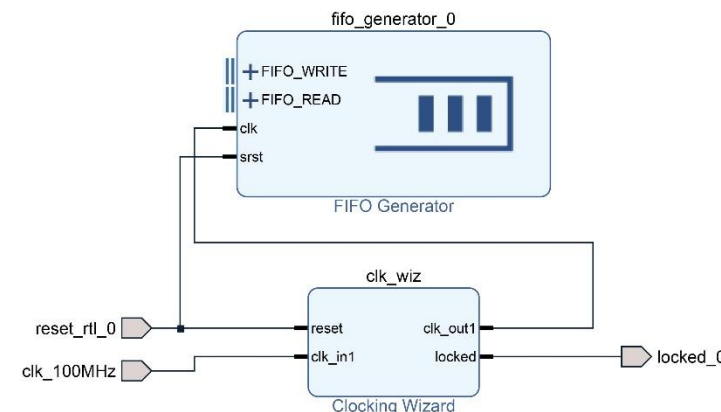 fifo_generator_0
FIFO_WRITE
FIFO_READ
clk
srst
FIFO Generator
clk_wiz
reset_rtl_0
reset
clk_out1
clk_100MHz
clk_in1
locked
locked_0
Clocking Wizard